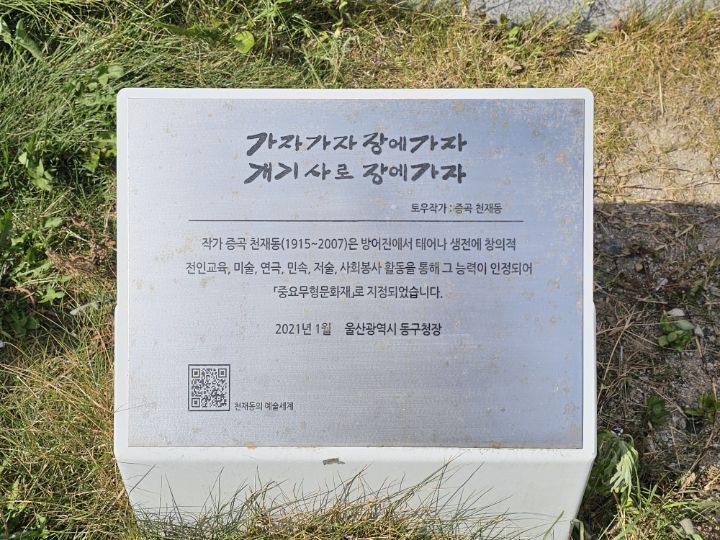 가자가자 장에가자
괘기사로 장에가자
토우작가 : 증곡 천재동
작가 증곡 천재동(1915~2007)은 방어진에서 태어나 생전에 창의적
전인교육, 미술, 연극, 민속, 저술, 사회봉사 활동을 통해 그 능력이 인정되어
「중요무형문화재」로 지정되었습니다.
2021년 1월 울산광역시 동구청장
천재동의 예술세계